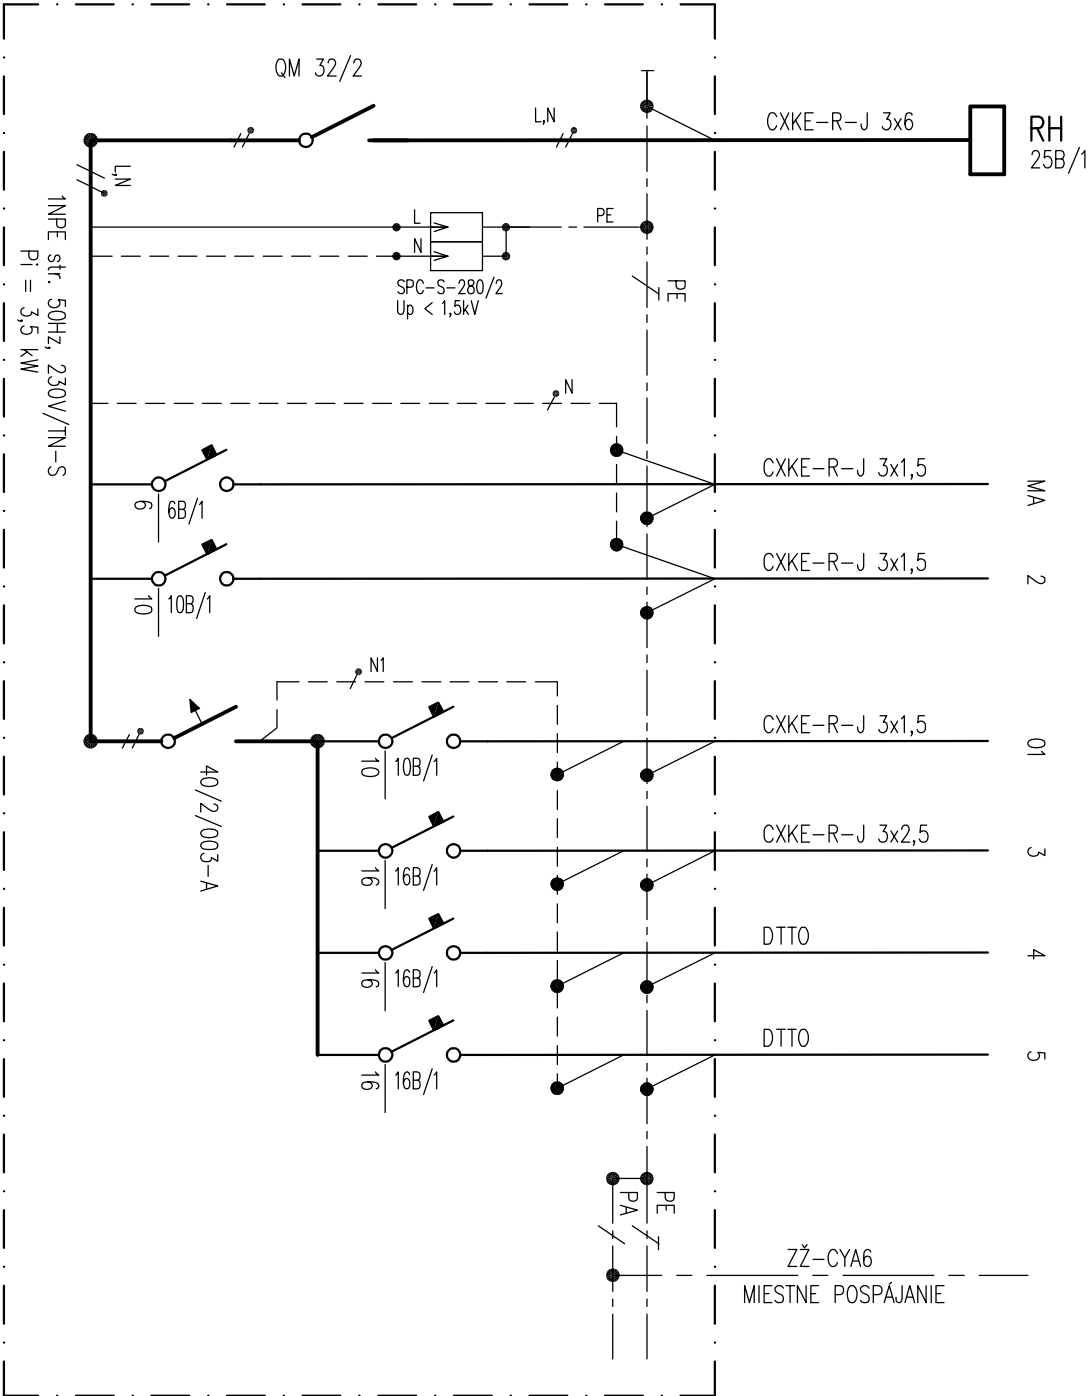 QM 32/2
L,N
CXKE-R-J 3x6
RH
25B/1
L,N
1NPE str. 50Hz, 230V/TN-S
Pi = 3,5 kW
L
N
PE
SPC-S-280/2
Up < 1,5kV
PE
N
CXKE-R-J 3x1,5
MA
6
6B/1
CXKE-R-J 3x1,5
2
10
10B/1
N1
40/2/003-A
CXKE-R-J 3x1,5
01
10
10B/1
CXKE-R-J 3x2,5
3
16
16B/1
DTTO
4
16
16B/1
DTTO
5
16
16B/1
PA
PE
ZŽ-CYA6
MIESTNE POSPÁJANIE